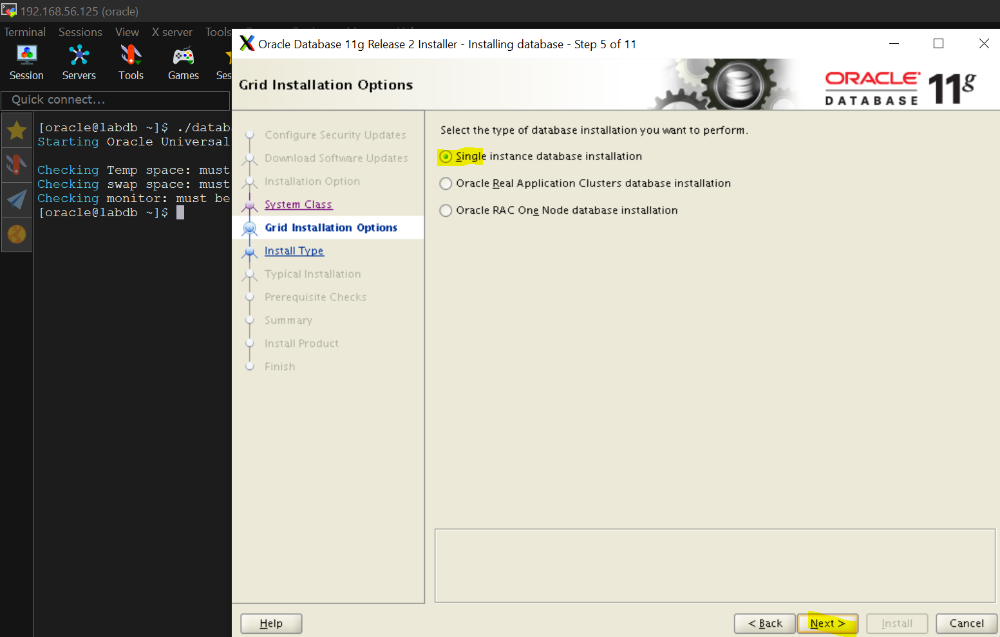 192.168.56.125 (oracle)
Terminal Sessions View X server Tools
Session Servers Tools Games Ses
Quick connect...
[oracle@labdb ~]$ ./datab
Starting Oracle Universal
Checking Temp space: must
Checking swap space: must
Checking monitor: must be
[oracle@labdb ~]$
Oracle Database 11g Release 2 Installer - Installing database - Step 5 of 11
Grid Installation Options
ORACLE
DATABASE 11g
Configure Security Updates
Download Software Updates
Installation Option
System Class
Grid Installation Options
Install Type
Typical Installation
Prerequisite Checks
Summary
Install Product
Finish
Select the type of database installation you want to perform.
Single instance database installation
Oracle Real Application Clusters database installation
Oracle RAC One Node database installation
Help < Back Next > Install Cancel